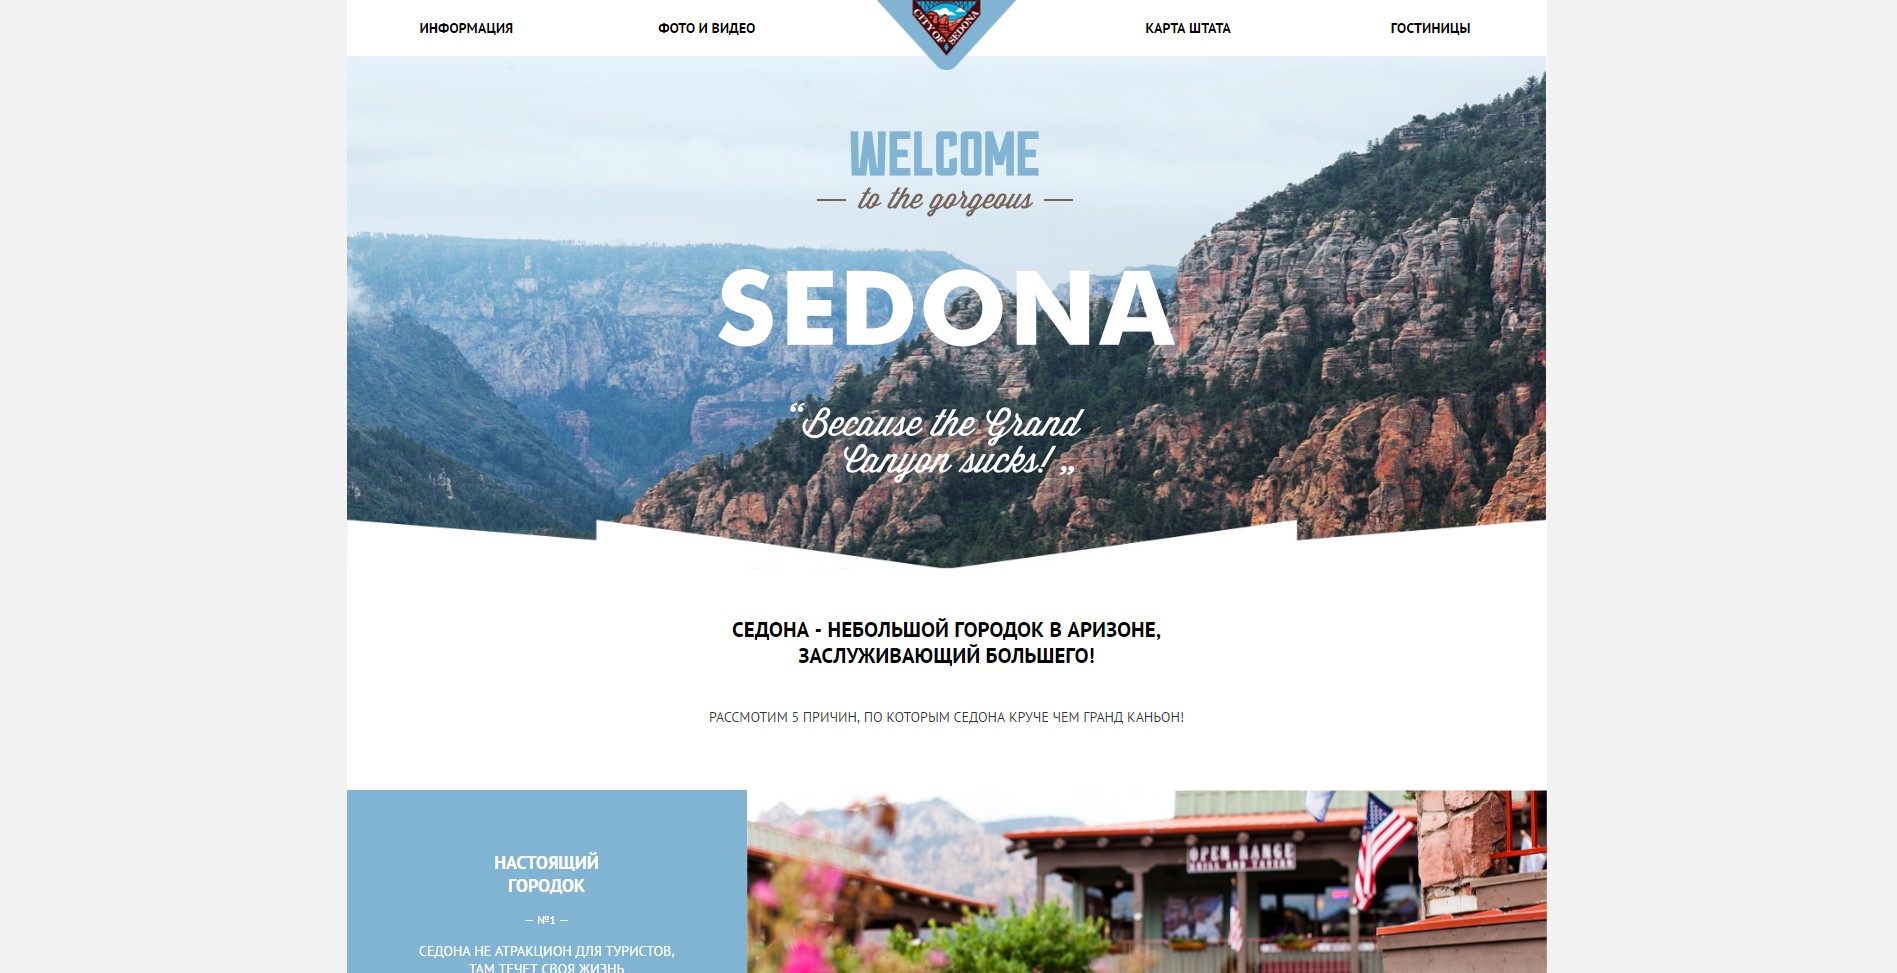 ИНФОРМАЦИЯ
ФОТО И ВИДЕО
CITY OF SEDONA
КАРТА ШТАТА
ГОСТИНИЦЫ
WELCOME
— to the gorgeous —
SEDONA
“Because the Grand
Canyon sucks!„
СЕДОНА - НЕБОЛЬШОЙ ГОРОДОК В АРИЗОНЕ,
ЗАСЛУЖИВАЮЩИЙ БОЛЬШЕГО!
РАССМОТИМ 5 ПРИЧИН, ПО КОТОРЫМ СЕДОНА КРУЧЕ ЧЕМ ГРАНД КАНЬОН!
НАСТОЯЩИЙ
ГОРОДОК
— №1 —
СЕДОНА НЕ АТРАКЦИОН ДЛЯ ТУРИСТОВ,
ТАМ ТЕЧЕТ СВОЯ ЖИЗНЬ
OPEN RANGE
GRILL AND TAVERN